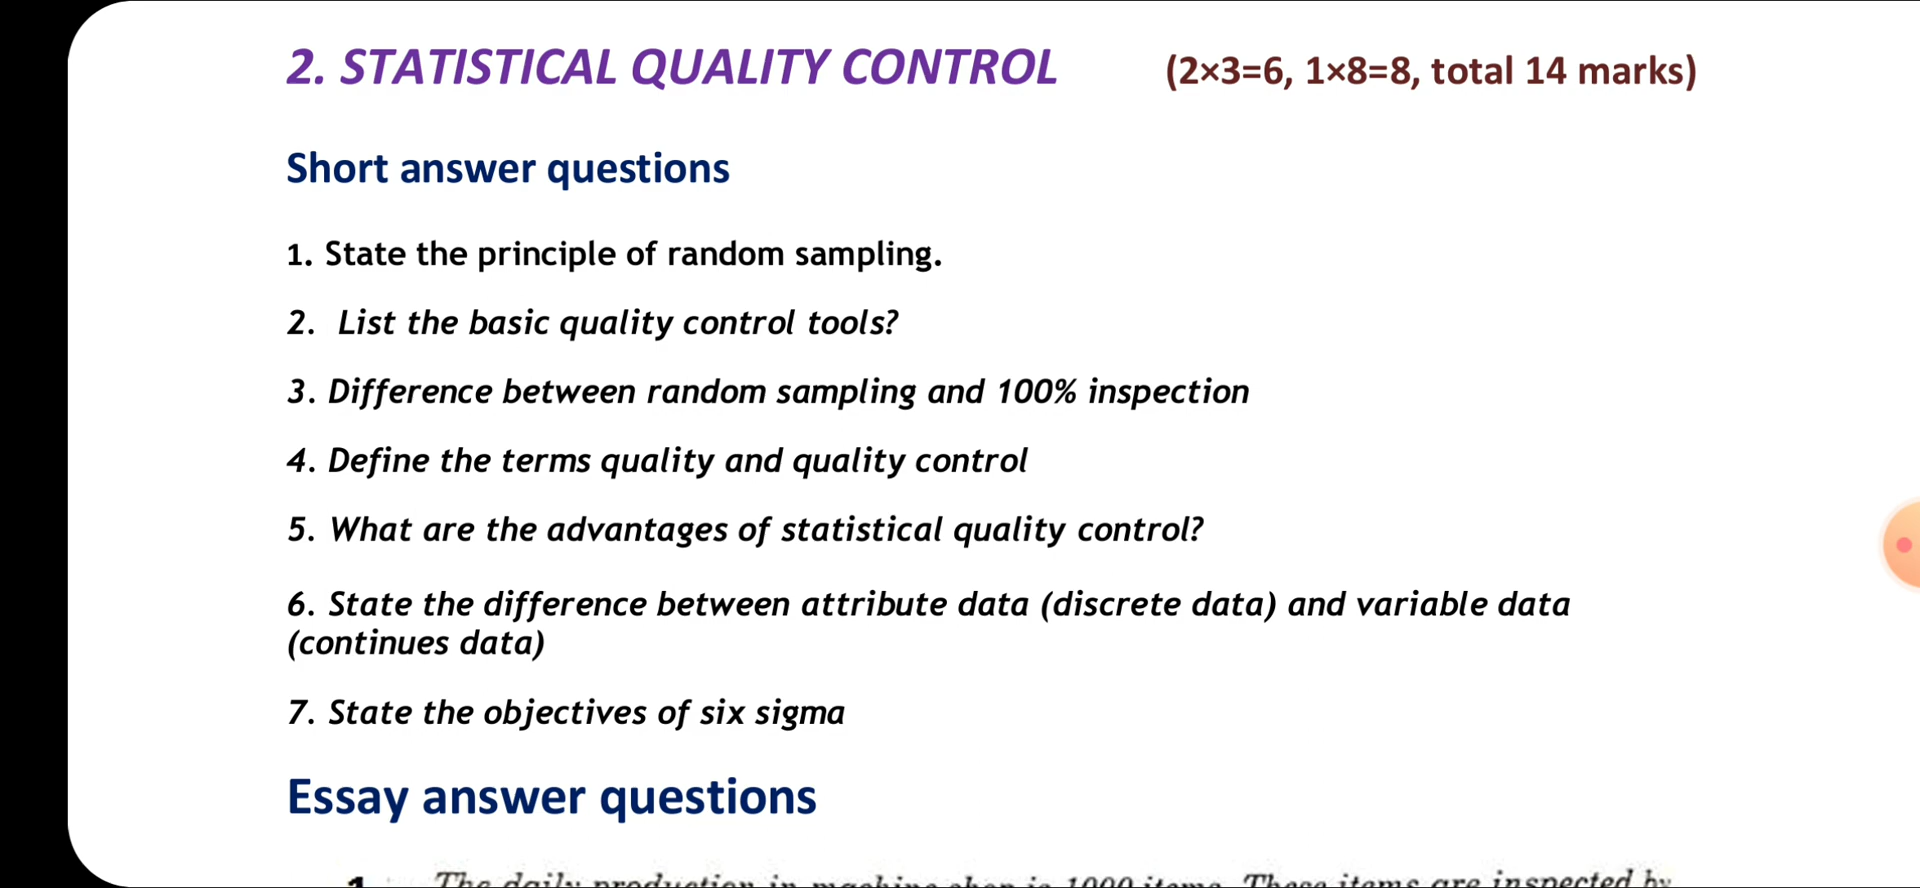 2. STATISTICAL QUALITY CONTROL (2×3=6, 1×8=8, total 14 marks)
Short answer questions
1. State the principle of random sampling.
2. List the basic quality control tools?
3. Difference between random sampling and 100% inspection
4. Define the terms quality and quality control
5. What are the advantages of statistical quality control?
6. State the difference between attribute data (discrete data) and variable data
(continues data)
7. State the objectives of six sigma
Essay answer questions
1. The daily production in machine shop is 1000 items. These items are inspected by